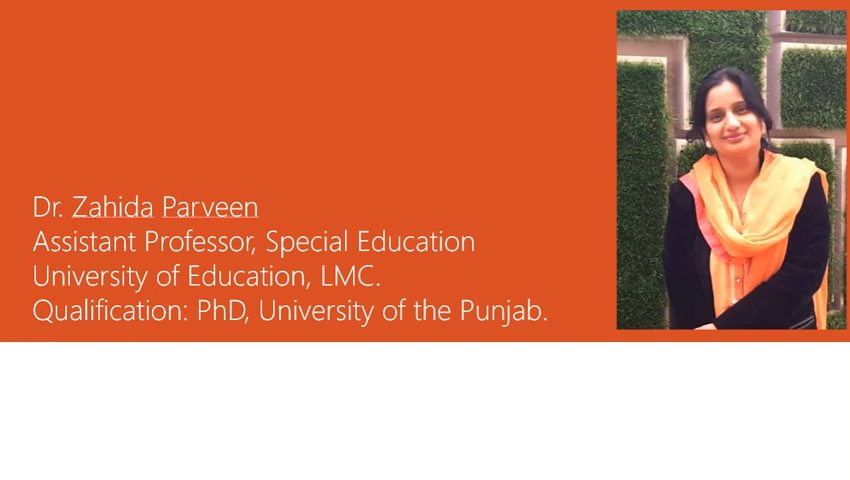 Dr. Zahida Parveen
Assistant Professor, Special Education
University of Education, LMC.
Qualification: PhD, University of the Punjab.